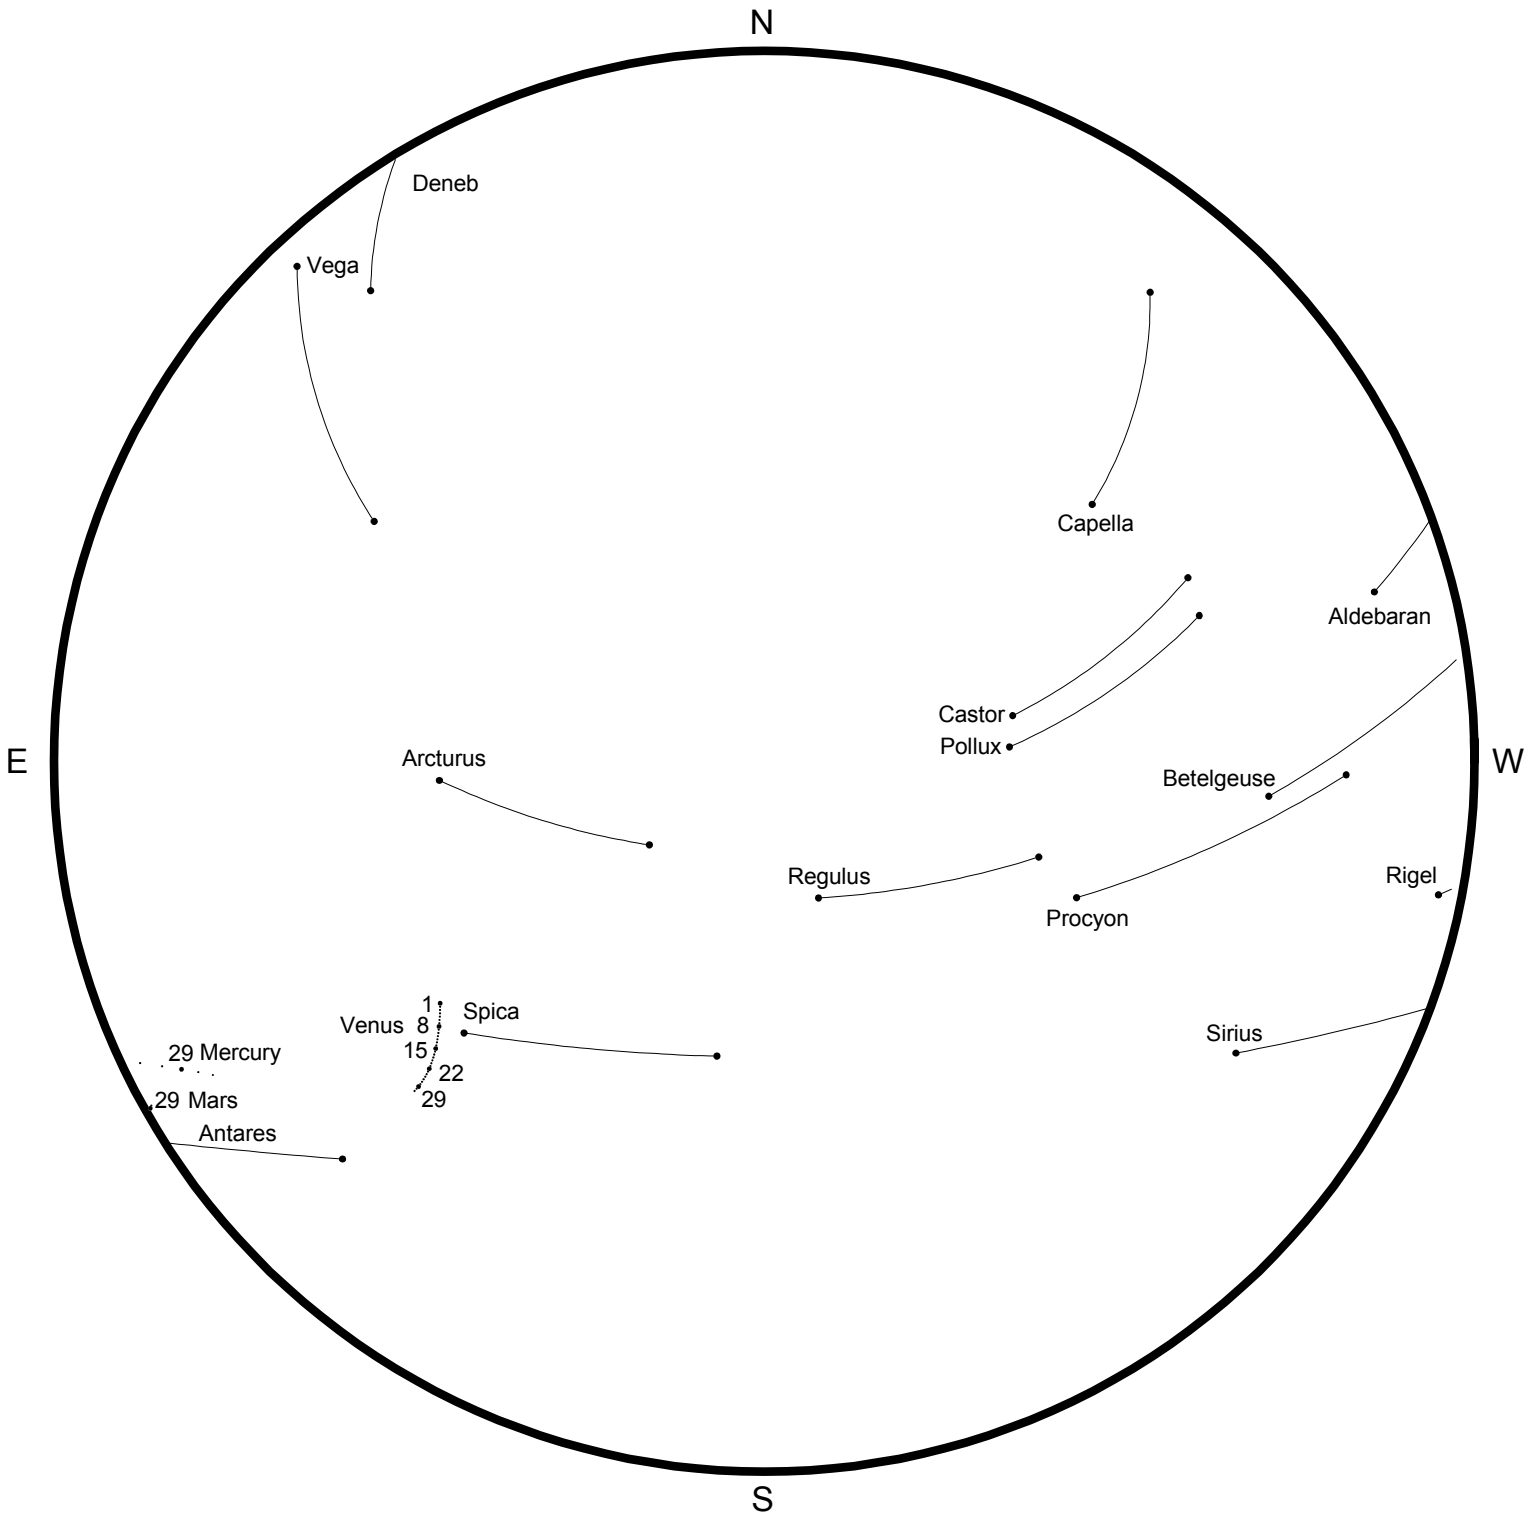 N
Deneb
Vega
Capella
Aldebaran
Castor
Pollux
Arcturus
E
W
Betelgeuse
Regulus
Rigel
Procyon
1
Spica
Venus 8
Sirius
15
29 Mercury
22
29
29 Mars
Antares
S